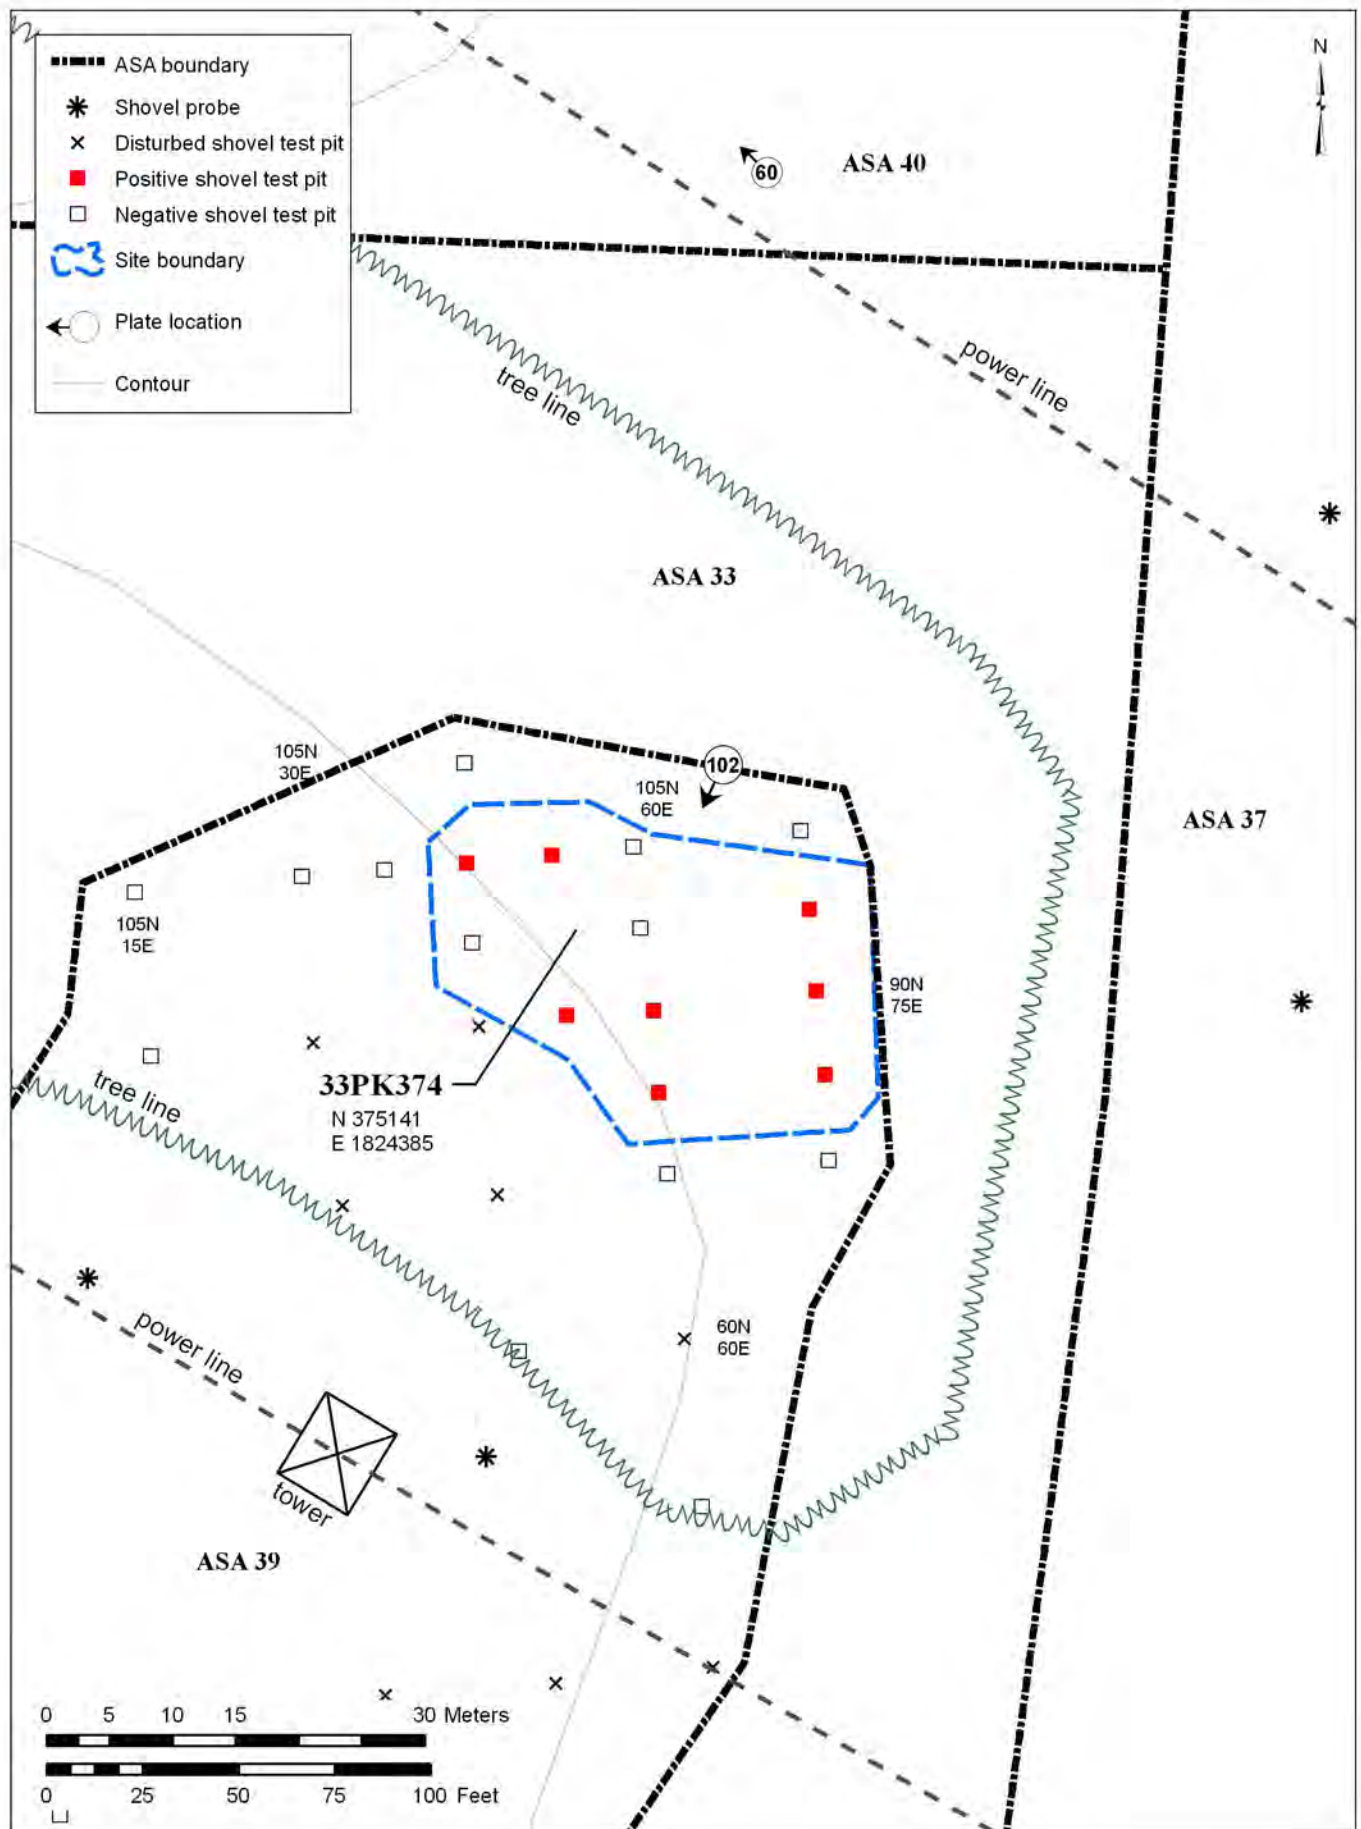 N
ASA boundary
Shovel probe
Disturbed shovel test pit
Positive shovel test pit
Negative shovel test pit
Site boundary
Plate location
Contour
60
ASA 40
power line
tree line
ASA 33
105N
30E
102
105N
60E
ASA 37
105N
15E
90N
75E
tree line
33PK374
N 375141
E 1824385
power line
60N
60E
tower
ASA 39
0 5 10 15 30 Meters
0 25 50 75 100 Feet